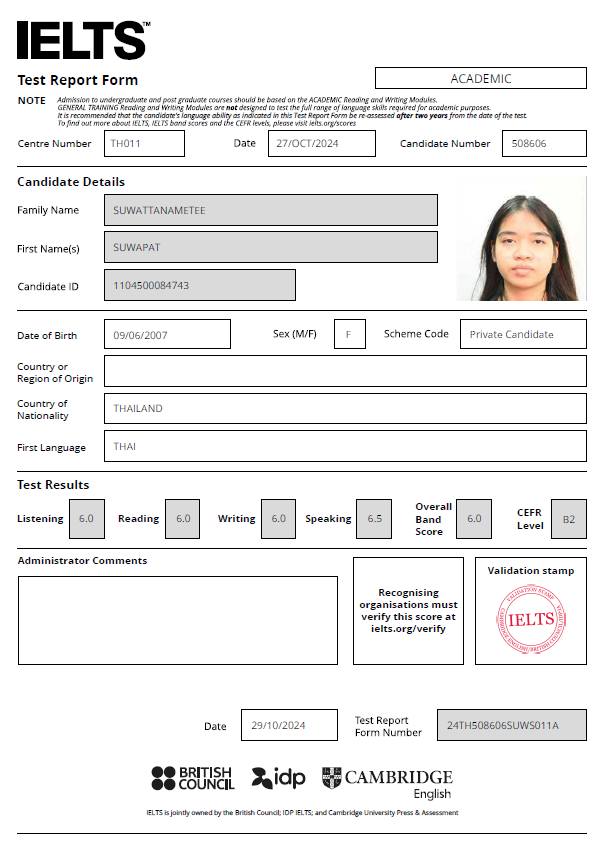 IELTS™
Test Report Form
ACADEMIC
NOTE Admission to undergraduate and post graduate courses should be based on the ACADEMIC Reading and Writing Modules.
GENERAL TRAINING Reading and Writing Modules are not designed to test the full range of language skills required for academic purposes.
It is recommended that the candidate's language ability as indicated in this Test Report Form be re-assessed after two years from the date of the test.
To find out more about IELTS, IELTS band scores and the CEFR levels, please visit ielts.org/scores
Centre Number TH011 Date 27/OCT/2024 Candidate Number 508606
Candidate Details
Family Name SUWATTANAMETEE
First Name(s) SUWAPAT
Candidate ID 1104500084743
Date of Birth 09/06/2007 Sex (M/F) F Scheme Code Private Candidate
Country or
Region of Origin
Country of
Nationality THAILAND
First Language THAI
Test Results
Listening 6.0 Reading 6.0 Writing 6.0 Speaking 6.5 Overall Band Score 6.0 CEFR Level B2
Administrator Comments
Recognising
organisations must
verify this score at
ielts.org/verify
Validation stamp
VALIDATION STAMP
IELTS
Date 29/10/2024 Test Report Form Number 24TH508606SUWS011A
BRITISH COUNCIL
idp
CAMBRIDGE
English
IELTS is jointly owned by the British Council; IDP IELTS; and Cambridge University Press & Assessment